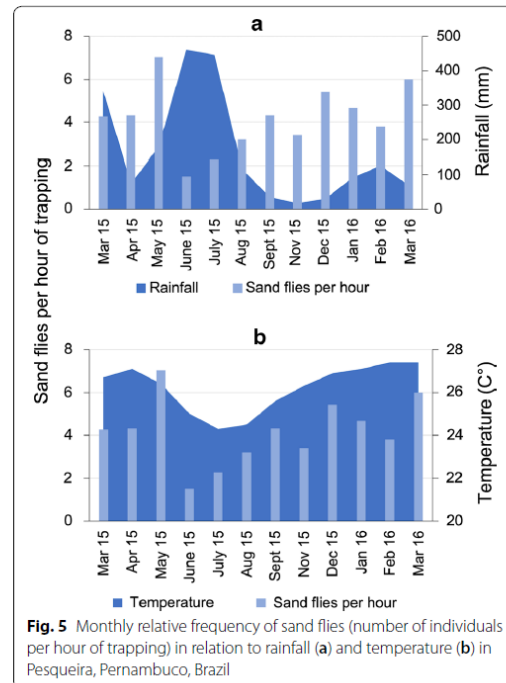 a
8
6
4
2
0
500
400
300
200
100
0
Rainfall (mm)
Mar 15
Apr 15
May 15
June 15
July 15
Aug 15
Sept 15
Nov 15
Dec 15
Jan 16
Feb 16
Mar 16
Rainfall Sand flies per hour
Sand flies per hour of trapping
b
8
6
4
2
0
28
26
24
22
20
Temperature (C°)
Mar 15
Apr 15
May 15
June 15
July 15
Aug 15
Sept 15
Nov 15
Dec 15
Jan 16
Feb 16
Mar 16
Temperature Sand flies per hour
Fig. 5 Monthly relative frequency of sand flies (number of individuals
per hour of trapping) in relation to rainfall (a) and temperature (b) in
Pesqueira, Pernambuco, Brazil